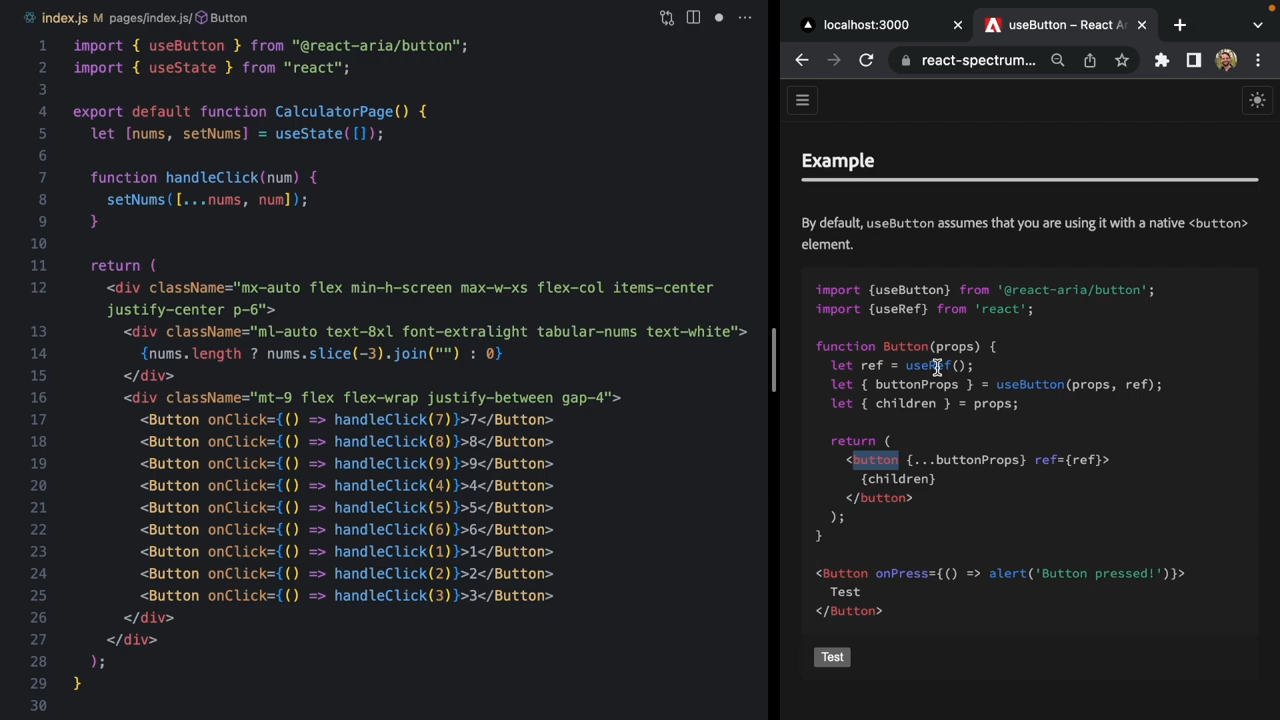 index.js M pages/index.js/ Button
1 import { useButton } from "@react-aria/button";
2 import { useState } from "react";
3
4 export default function CalculatorPage() {
5 let [nums, setNums] = useState([]);
6
7 function handleClick(num) {
8 setNums([...nums, num]);
9 }
10
11 return (
12 <div className="mx-auto flex min-h-screen max-w-xs flex-col items-center
justify-center p-6">
13 <div className="ml-auto text-8xl font-extralight tabular-nums text-white">
14 {nums.length ? nums.slice(-3).join("") : 0}
15 </div>
16 <div className="mt-9 flex flex-wrap justify-between gap-4">
17 <Button onClick={() => handleClick(7)}>7</Button>
18 <Button onClick={() => handleClick(8)}>8</Button>
19 <Button onClick={() => handleClick(9)}>9</Button>
20 <Button onClick={() => handleClick(4)}>4</Button>
21 <Button onClick={() => handleClick(5)}>5</Button>
22 <Button onClick={() => handleClick(6)}>6</Button>
23 <Button onClick={() => handleClick(1)}>1</Button>
24 <Button onClick={() => handleClick(2)}>2</Button>
25 <Button onClick={() => handleClick(3)}>3</Button>
26 </div>
27 </div>
28 );
29 }
30
localhost:3000
useButton – React Ar
react-spectrum...
Example
By default, useButton assumes that you are using it with a native <button>
element.
import {useButton} from '@react-aria/button';
import {useRef} from 'react';
function Button(props) {
let ref = useRef();
let { buttonProps } = useButton(props, ref);
let { children } = props;
return (
<button {...buttonProps} ref={ref}>
{children}
</button>
);
}
<Button onPress={() => alert('Button pressed!')}>
Test
</Button>
Test